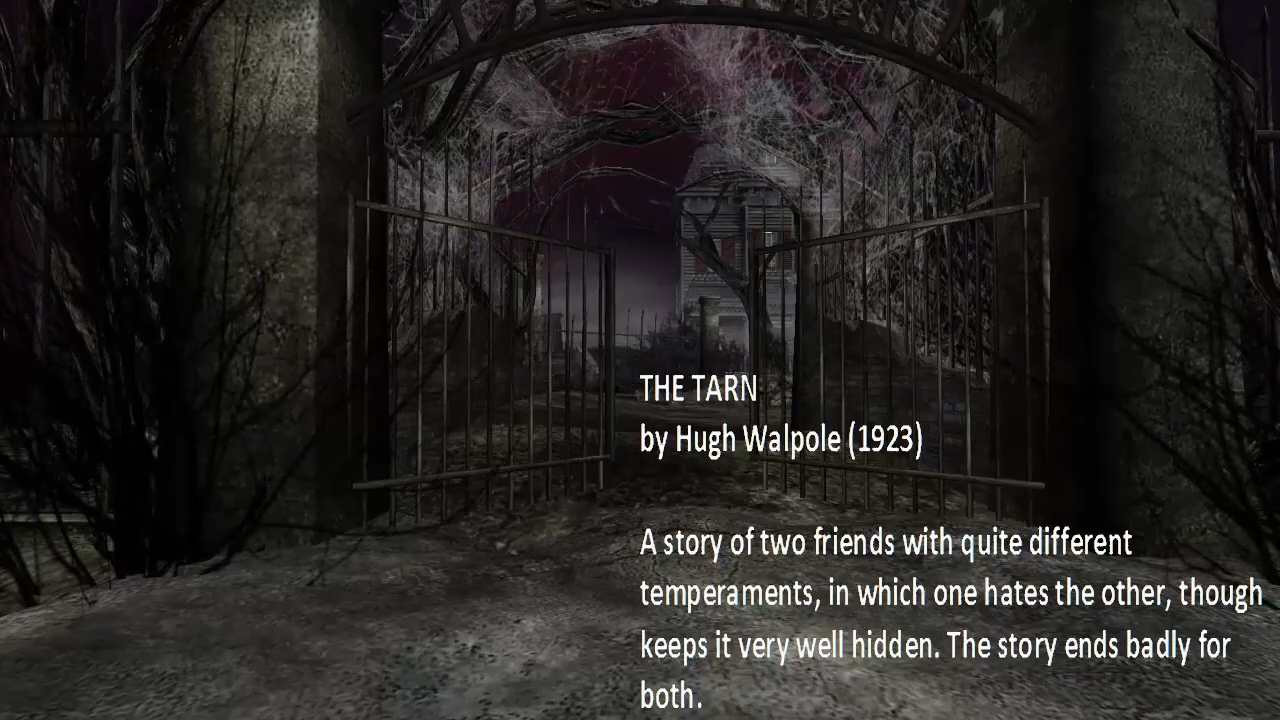 THE TARN
by Hugh Walpole (1923)
A story of two friends with quite different
temperaments, in which one hates the other, though
keeps it very well hidden. The story ends badly for
both.